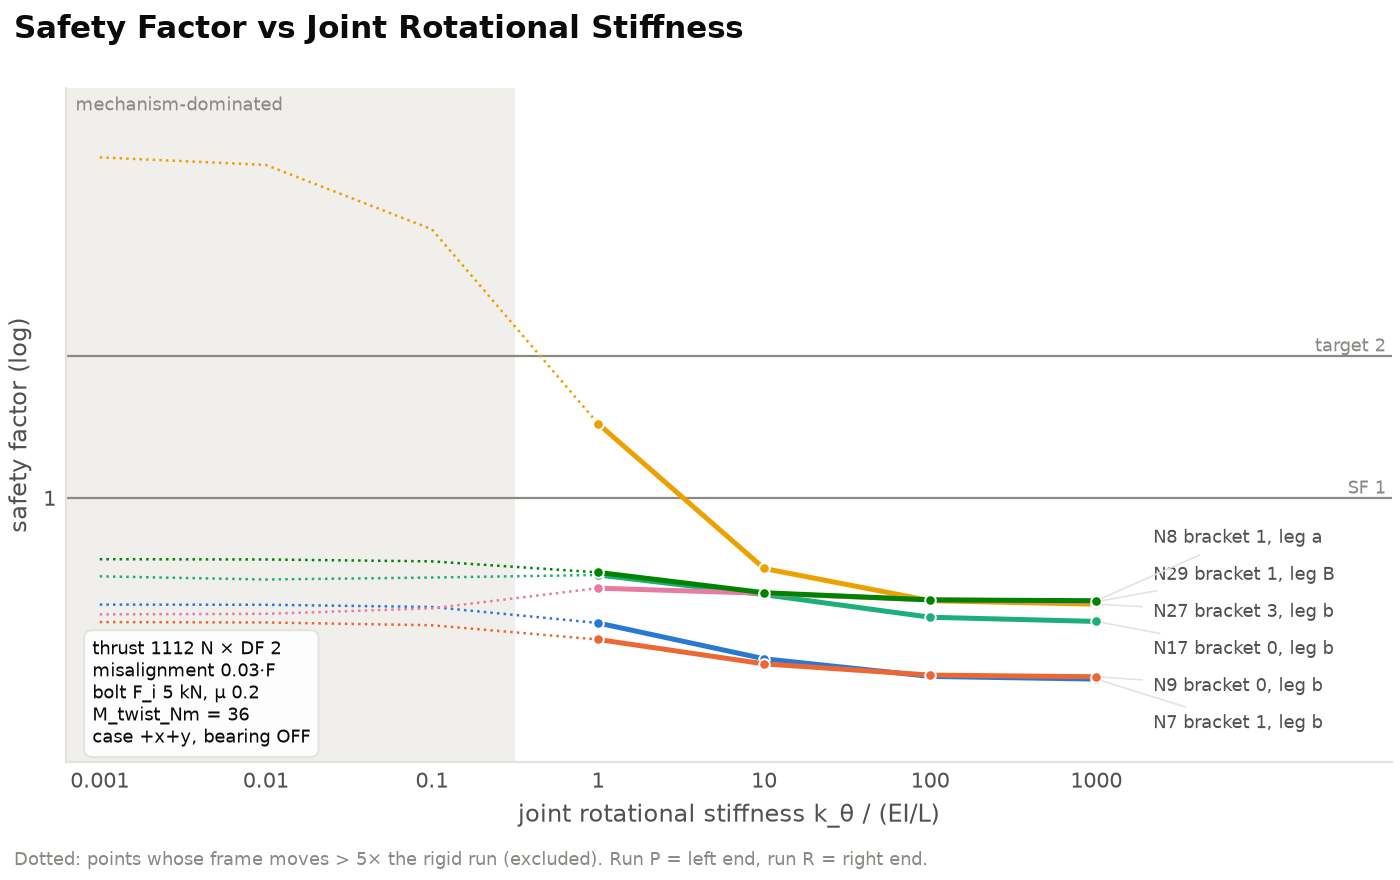 Safety Factor vs Joint Rotational Stiffness
mechanism-dominated
target 2
SF 1
safety factor (log)
1
N8 bracket 1, leg a
N29 bracket 1, leg B
N27 bracket 3, leg b
N17 bracket 0, leg b
N9 bracket 0, leg b
N7 bracket 1, leg b
thrust 1112 N × DF 2
misalignment 0.03·F
bolt F_i 5 kN, μ 0.2
M_twist_Nm = 36
case +x+y, bearing OFF
0.001 0.01 0.1 1 10 100 1000
joint rotational stiffness k_θ / (EI/L)
Dotted: points whose frame moves > 5× the rigid run (excluded). Run P = left end, run R = right end.